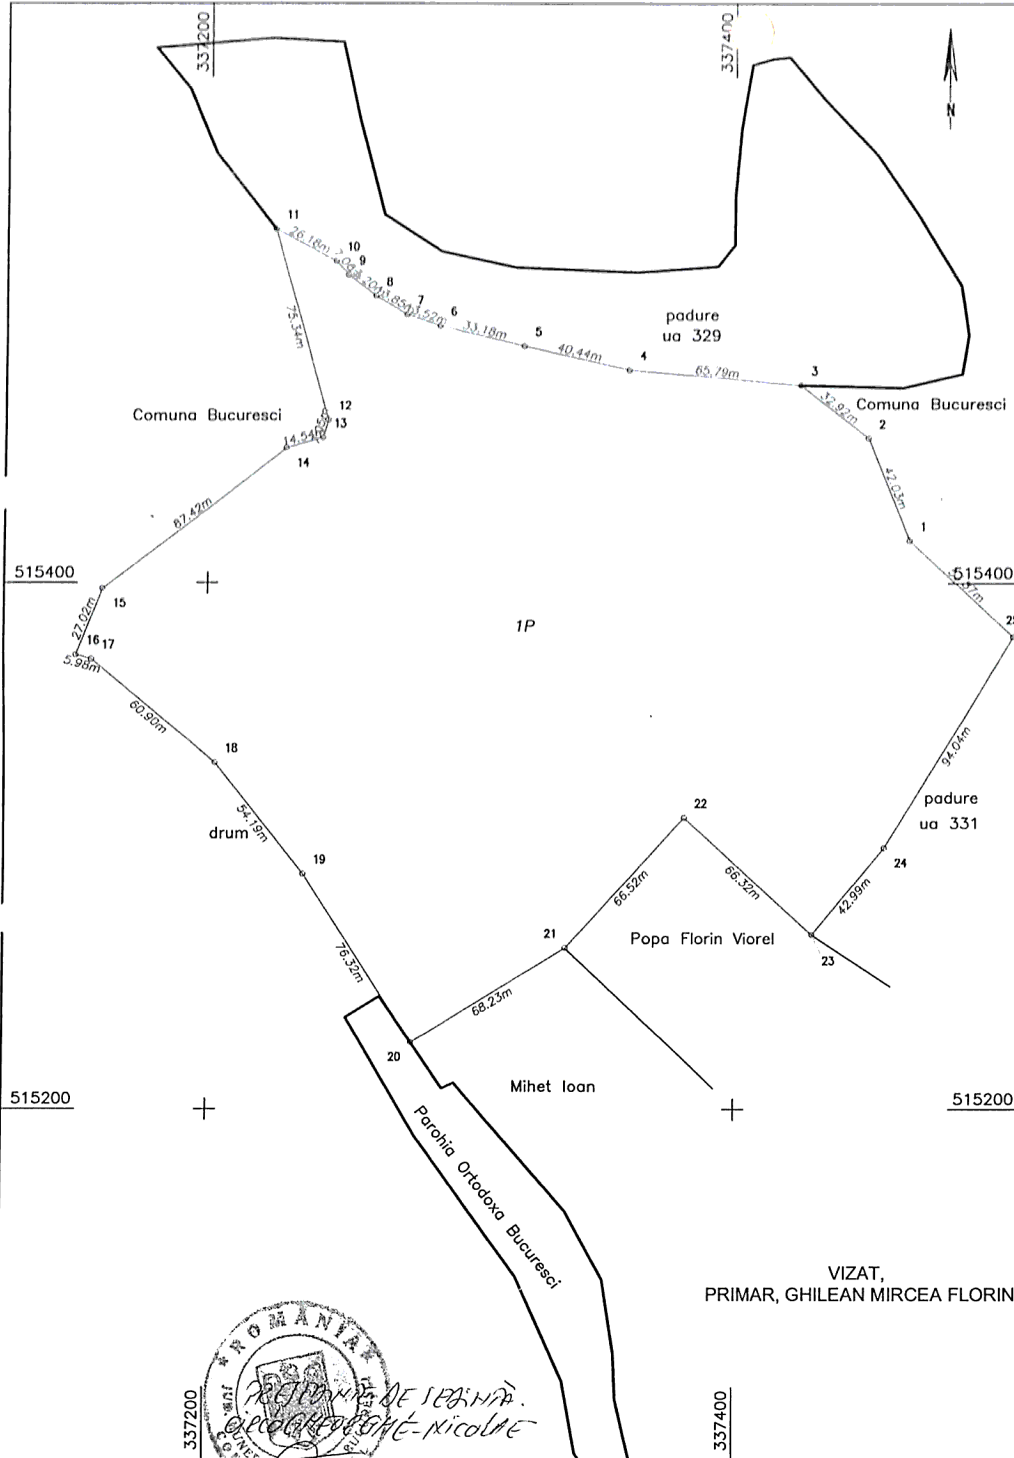 337200
337400
N
11
26.18m
10
9
8
7
6
33.18m
5
40.44m
4
65.79m
3
padure
ua 329
75.34m
32.92m
Comuna Bucuresci
2
12
Comuna Bucuresci
13
14.54m
14
42.03m
87.42m
1
515400
515400
15
27.02m
1P
16 17
5.98m
60.90m
18
94.04m
54.19m
drum
22
padure
ua 331
19
24
66.52m
66.32m
42.99m
21
Popa Florin Viorel
23
76.32m
68.23m
20
Mihet Ioan
515200
515200
Parohia Ortodoxa Bucuresci
VIZAT,
PRIMAR, GHILEAN MIRCEA FLORIN
ROMÂNIA
DE
NICOLAE
337200
337400